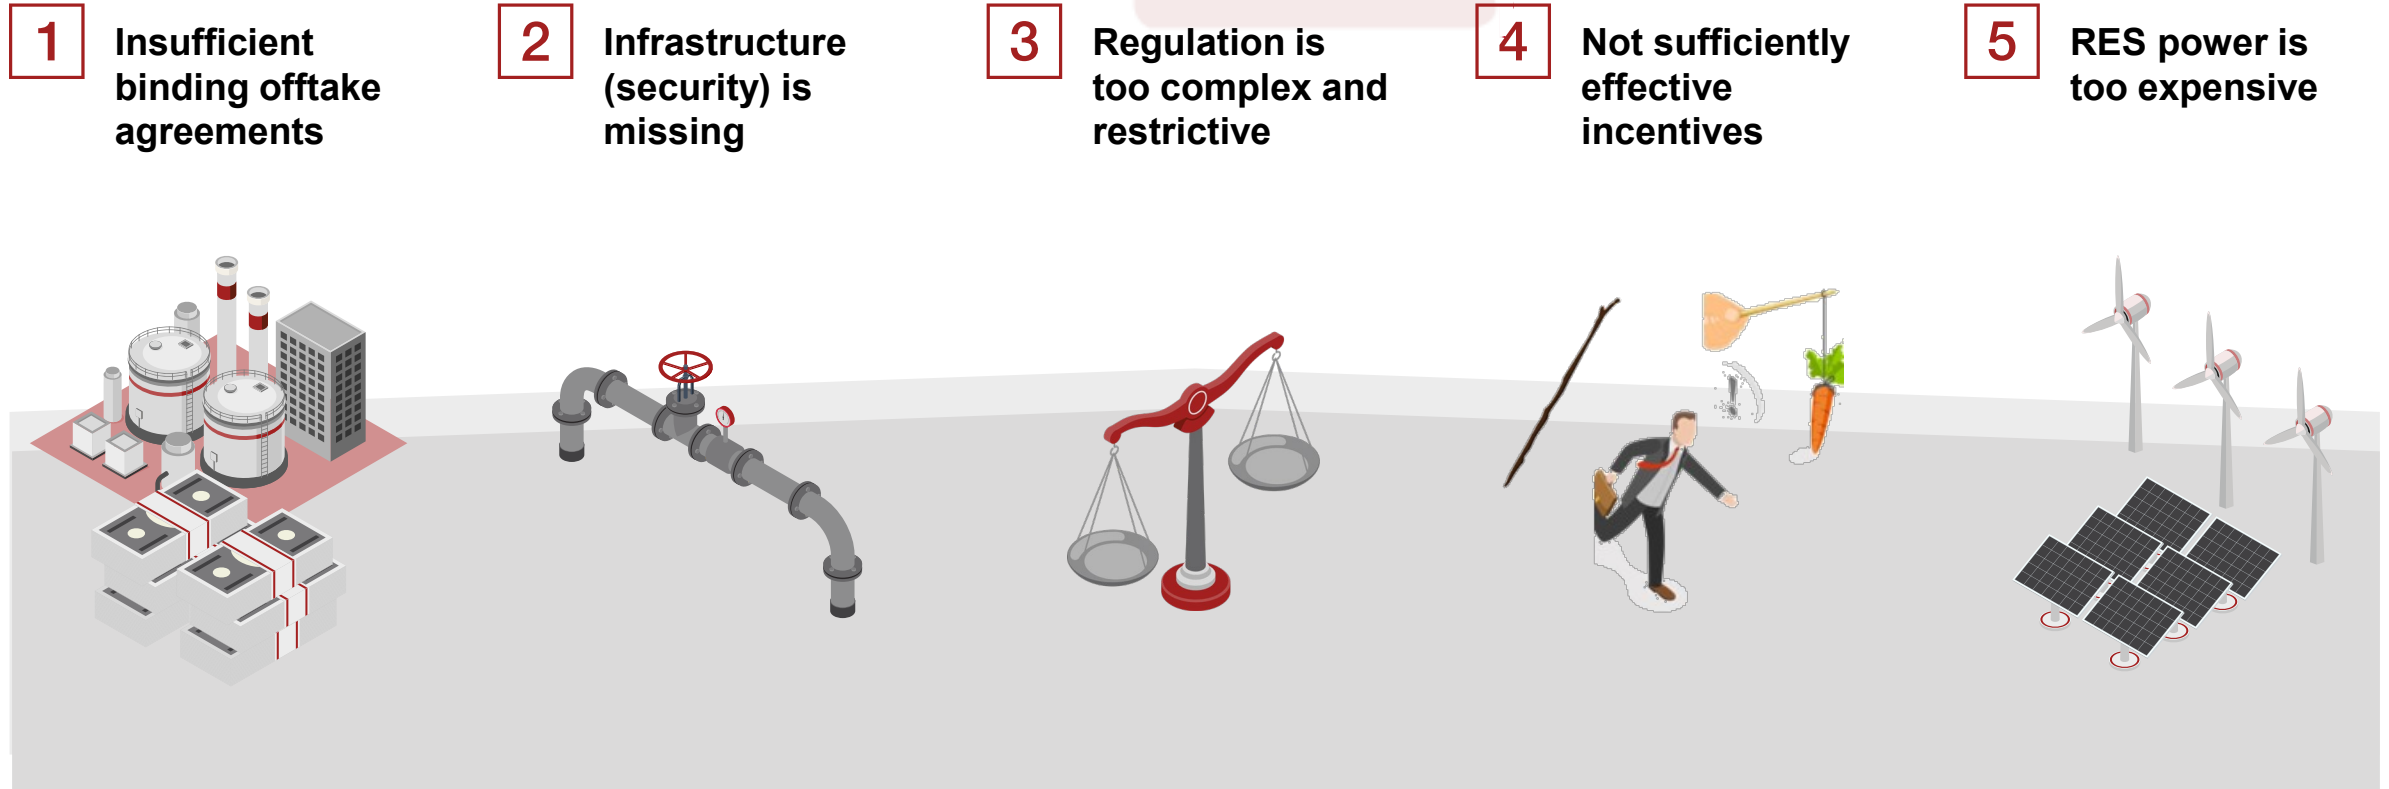 1
Insufficient
binding offtake
agreements
2
Infrastructure
(security) is
missing
3
Regulation is
too complex and
restrictive
4
Not sufficiently
effective
incentives
5
RES power is
too expensive